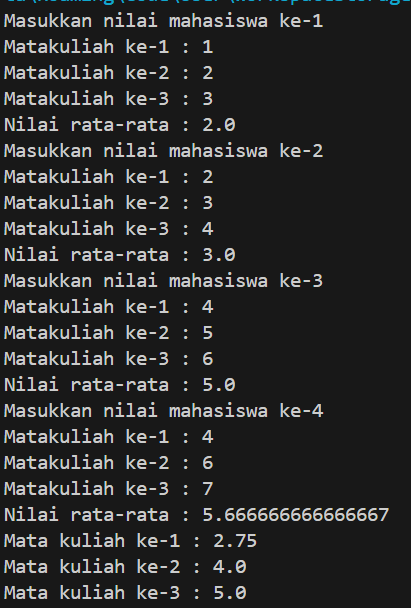 Masukkan nilai mahasiswa ke-1
Matakuliah ke-1 : 1
Matakuliah ke-2 : 2
Matakuliah ke-3 : 3
Nilai rata-rata : 2.0
Masukkan nilai mahasiswa ke-2
Matakuliah ke-1 : 2
Matakuliah ke-2 : 3
Matakuliah ke-3 : 4
Nilai rata-rata : 3.0
Masukkan nilai mahasiswa ke-3
Matakuliah ke-1 : 4
Matakuliah ke-2 : 5
Matakuliah ke-3 : 6
Nilai rata-rata : 5.0
Masukkan nilai mahasiswa ke-4
Matakuliah ke-1 : 4
Matakuliah ke-2 : 6
Matakuliah ke-3 : 7
Nilai rata-rata : 5.666666666666667
Mata kuliah ke-1 : 2.75
Mata kuliah ke-2 : 4.0
Mata kuliah ke-3 : 5.0